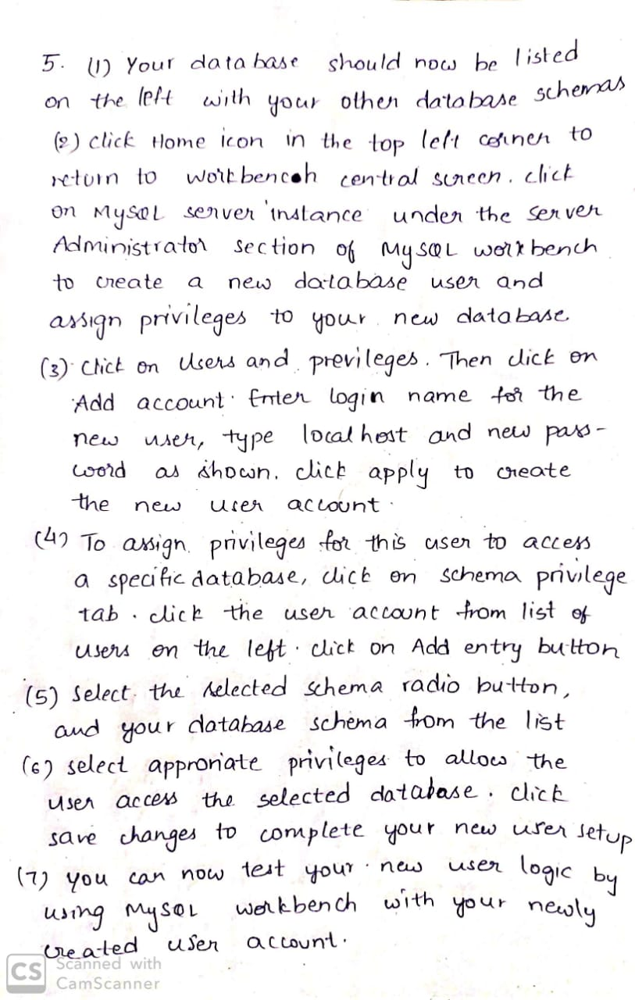 5. (1) Your database should now be listed
on the left with your other database schemas
(2) click Home icon in the top left corner to
return to workbencoh central screen. click
on MySQL server instance under the server
Administrator section of MySQL workbench
to create a new database user and
assign privileges to your new database.
(3) Click on Users and previleges. Then click on
Add account. Enter login name for the
new user, type localhost and new pass-
word as shown. click apply to create
the new user account.
(4) To assign privileges for this user to access
a specific database, click on schema privilege
tab. click the user account from list of
users on the left. click on Add entry button
(5) Select the selected schema radio button,
and your database schema from the list
(6) select approriate privileges to allow the
user access the selected database. click
save changes to complete your new user setup
(7) you can now test your new user logic by
using MySQL workbench with your newly
created user account.
CS Scanned with
CamScanner